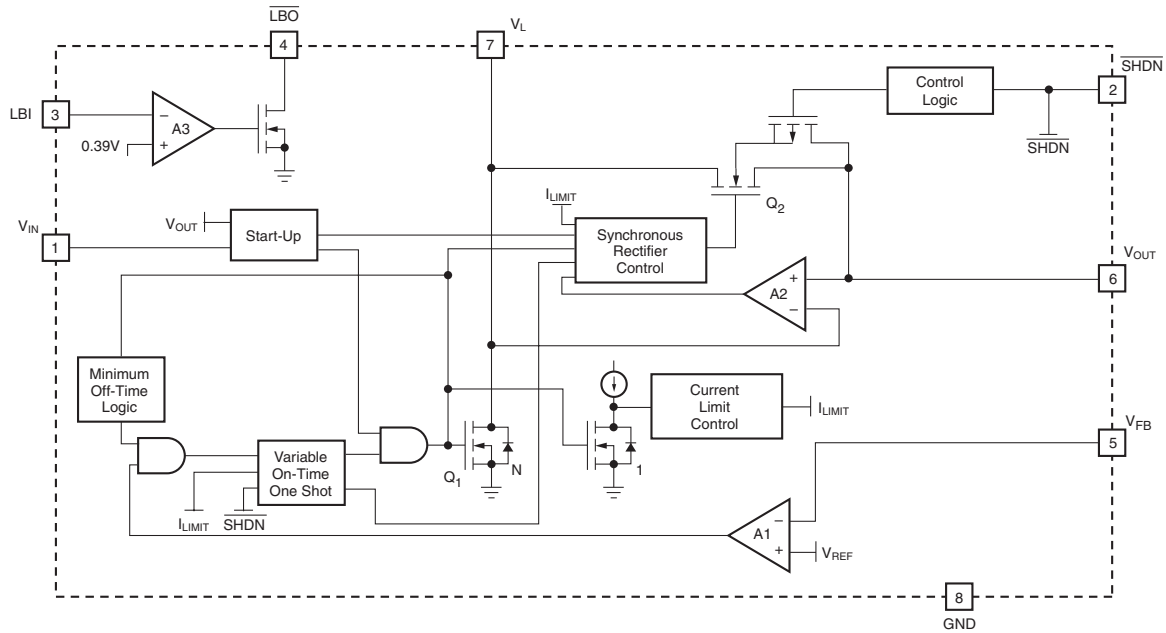 LBO
4
VL
7
SHDN
2
Control
Logic
SHDN
LBI
3
A3
−
+
0.39V
Q2
ILIMIT
VIN
1
VOUT
Start-Up
Synchronous
Rectifier
Control
VOUT
6
A2
+
−
Minimum
Off-Time
Logic
Current
Limit
Control
ILIMIT
VFB
5
Variable
On-Time
One Shot
Q1
N
1
ILIMIT
SHDN
A1
−
+
VREF
8
GND